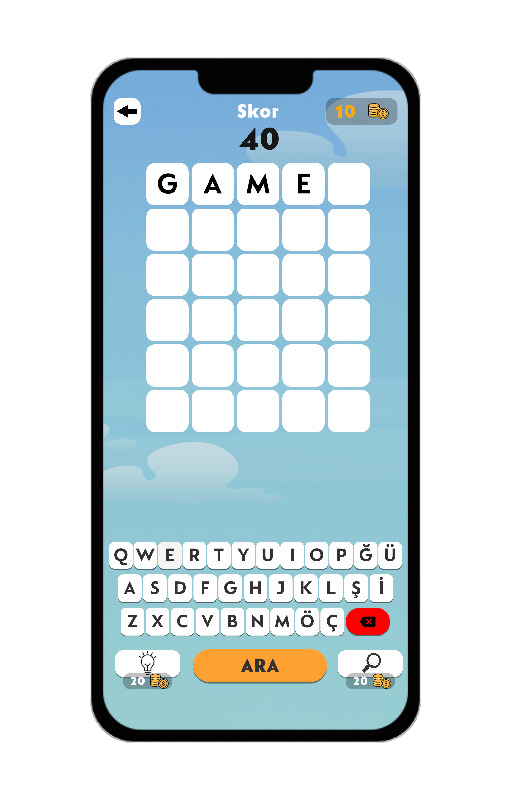 Skor 10
40
G A M E
Q W E R T Y U I O P Ğ Ü
A S D F G H J K L Ş İ
Z X C V B N M Ö Ç
ARA
20 20